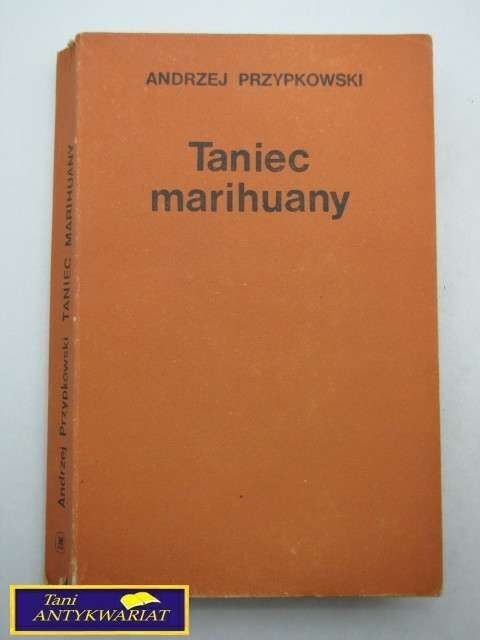 ANDRZEJ PRZYPKOWSKI
Taniec
marihuany
Andrzej Przypkowski TANIEC MARIHUANY
Tani
ANTYKWARIAT